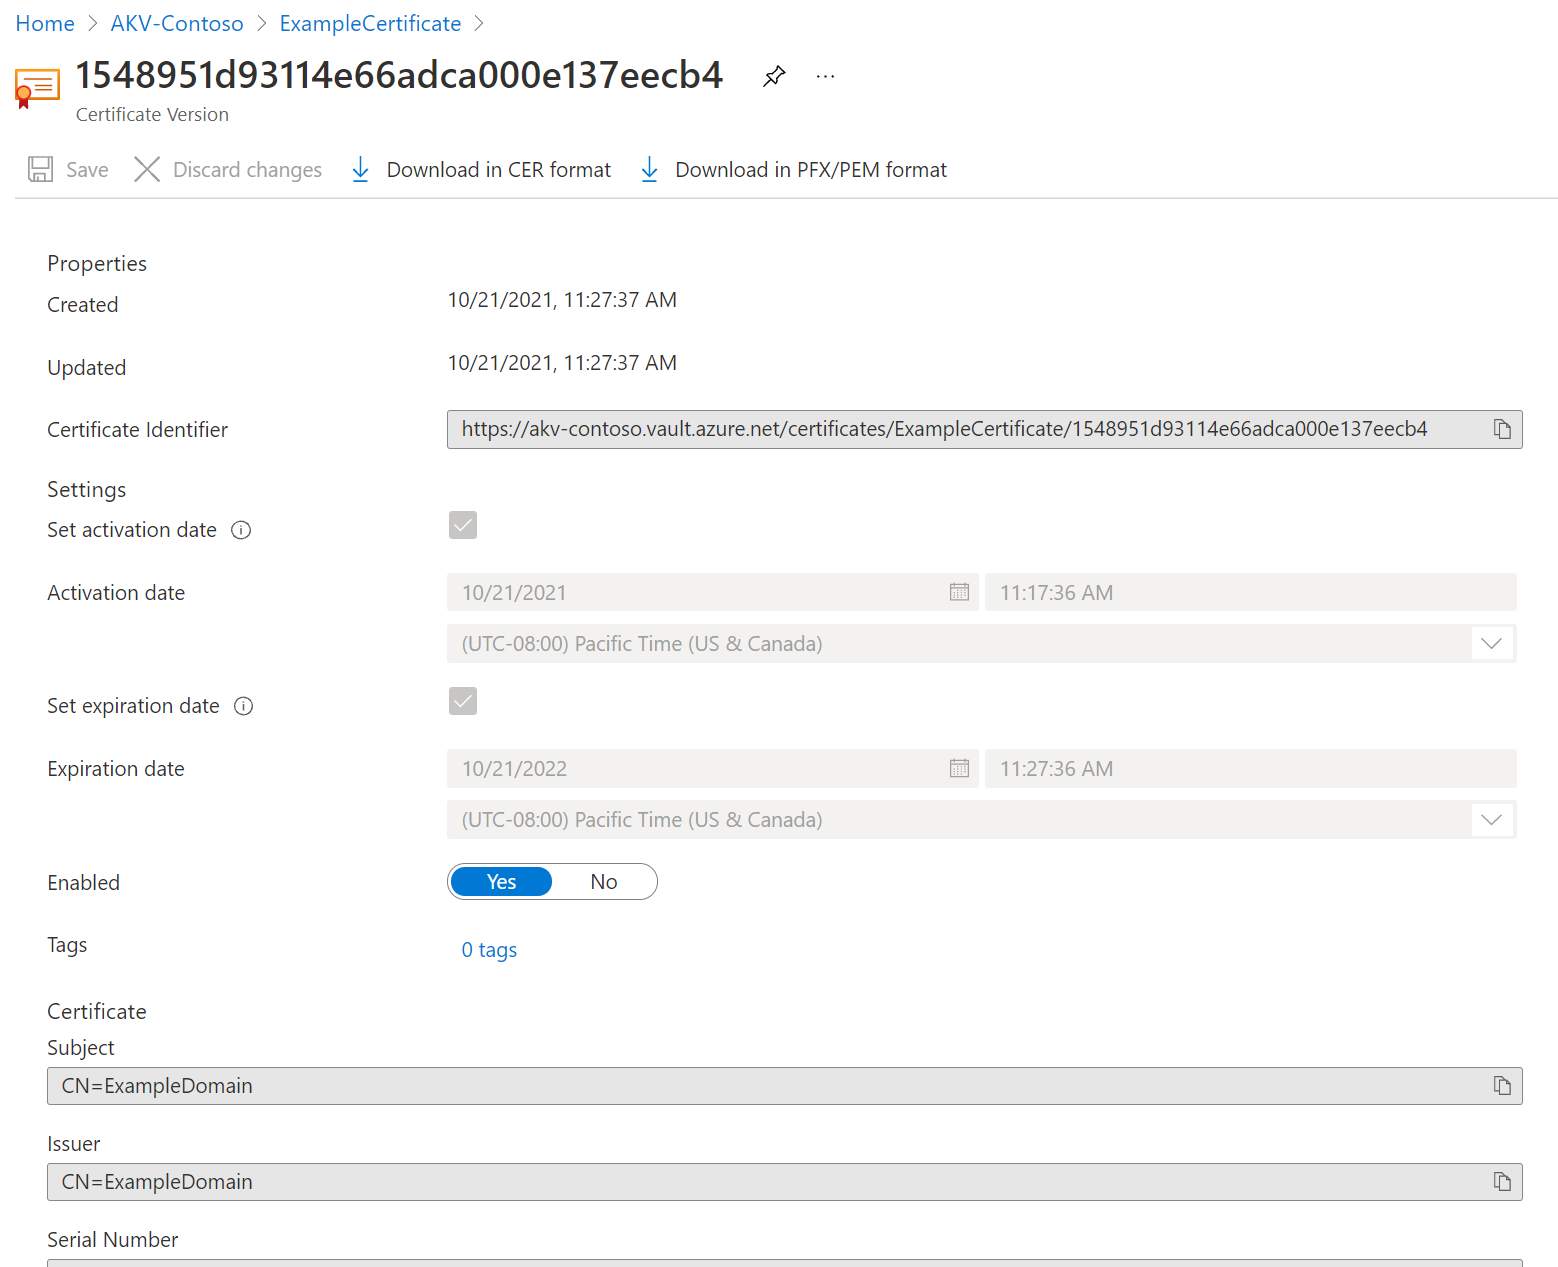 Home > AKV-Contoso > ExampleCertificate >
1548951d93114e66adca000e137eecb4
Certificate Version
Save Discard changes Download in CER format Download in PFX/PEM format
Properties
Created 10/21/2021, 11:27:37 AM
Updated 10/21/2021, 11:27:37 AM
Certificate Identifier https://akv-contoso.vault.azure.net/certificates/ExampleCertificate/1548951d93114e66adca000e137eecb4
Settings
Set activation date
Activation date 10/21/2021 11:17:36 AM
(UTC-08:00) Pacific Time (US & Canada)
Set expiration date
Expiration date 10/21/2022 11:27:36 AM
(UTC-08:00) Pacific Time (US & Canada)
Enabled Yes No
Tags 0 tags
Certificate
Subject
CN=ExampleDomain
Issuer
CN=ExampleDomain
Serial Number